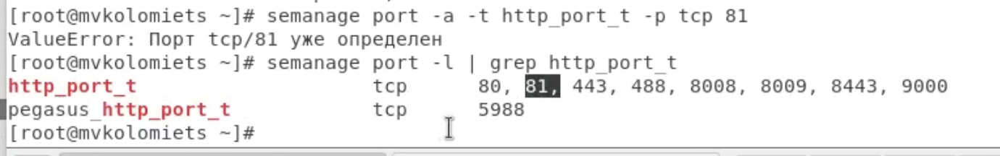 [root@mvkolomiets ~]# semanage port -a -t http_port_t -p tcp 81
ValueError: Порт tcp/81 уже определен
[root@mvkolomiets ~]# semanage port -l | grep http_port_t
http_port_t                    tcp      80, 81, 443, 488, 8008, 8009, 8443, 9000
pegasus_http_port_t            tcp      5988
[root@mvkolomiets ~]#